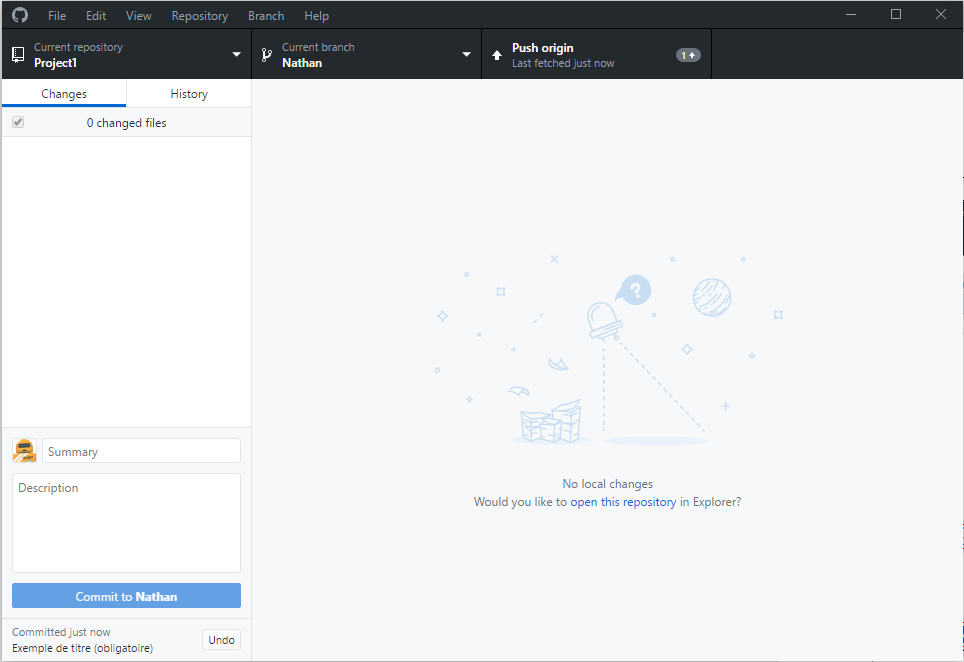 File Edit View Repository Branch Help
Current repository
Project1
Current branch
Nathan
Push origin
Last fetched just now
1
Changes
History
0 changed files
?
No local changes
Would you like to open this repository in Explorer?
Summary
Description
Commit to Nathan
Committed just now
Exemple de titre (obligatoire)
Undo